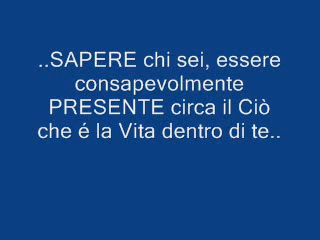 ..SAPERE chi sei, essere
consapevolmente
PRESENTE circa il Ciò
che é la Vita dentro di te..